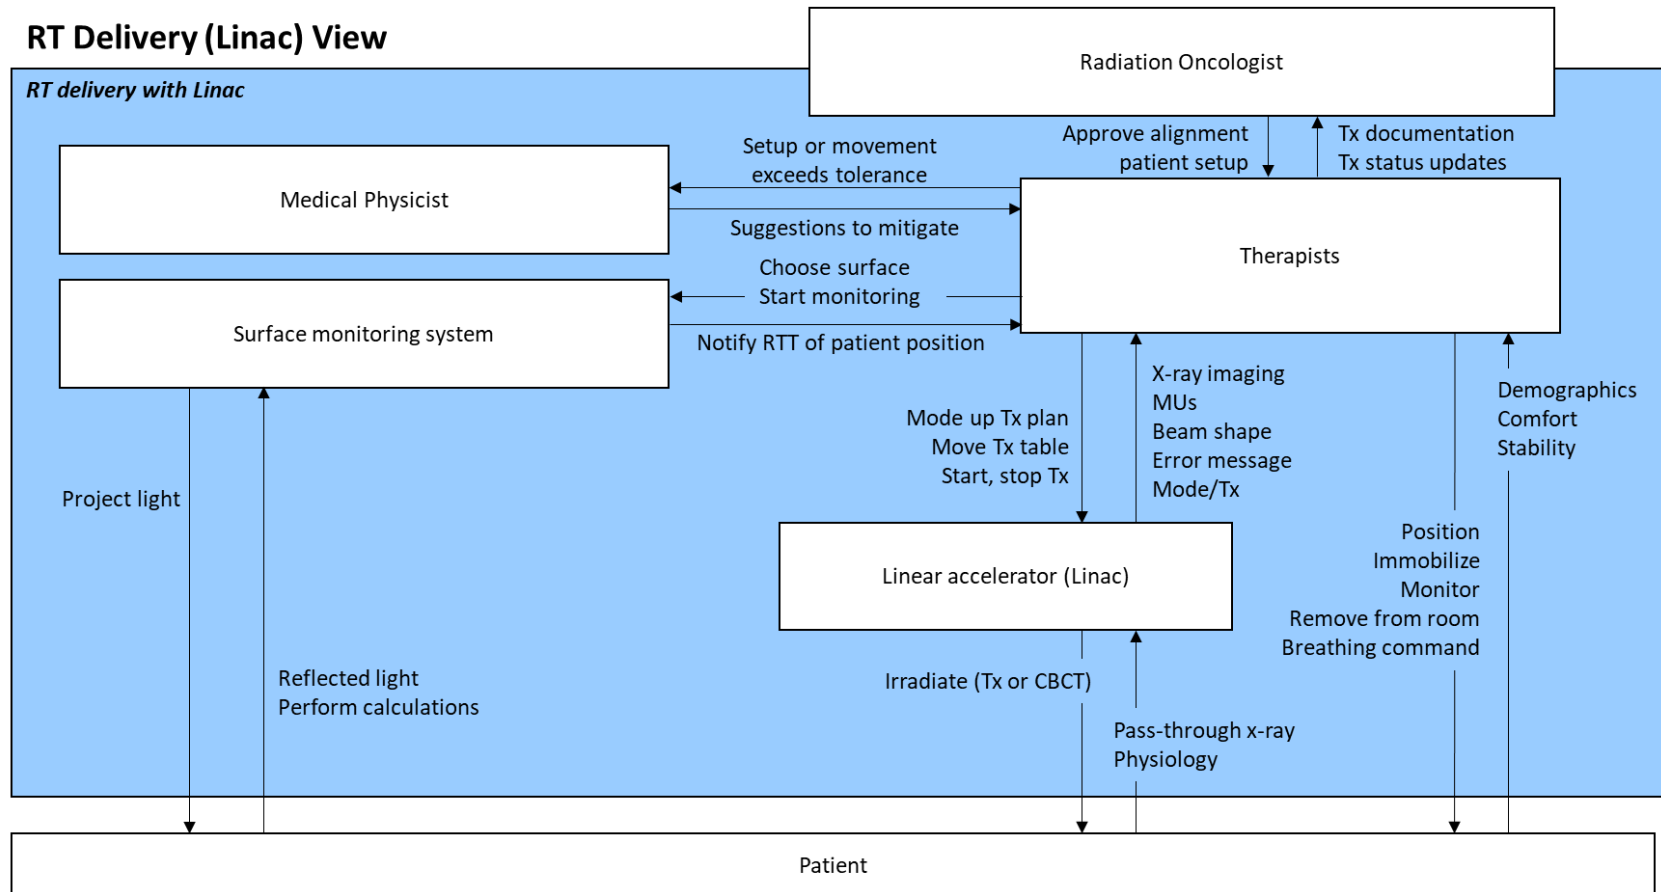 RT Delivery (Linac) View
Radiation Oncologist
RT delivery with Linac
Approve alignment
patient setup
Tx documentation
Tx status updates
Setup or movement
exceeds tolerance
Medical Physicist
Suggestions to mitigate
Therapists
Choose surface
Start monitoring
Surface monitoring system
Notify RTT of patient position
Mode up Tx plan
Move Tx table
Start, stop Tx
X-ray imaging
MUs
Beam shape
Error message
Mode/Tx
Demographics
Comfort
Stability
Project light
Position
Immobilize
Monitor
Remove from room
Breathing command
Linear accelerator (Linac)
Reflected light
Perform calculations
Irradiate (Tx or CBCT)
Pass-through x-ray
Physiology
Patient